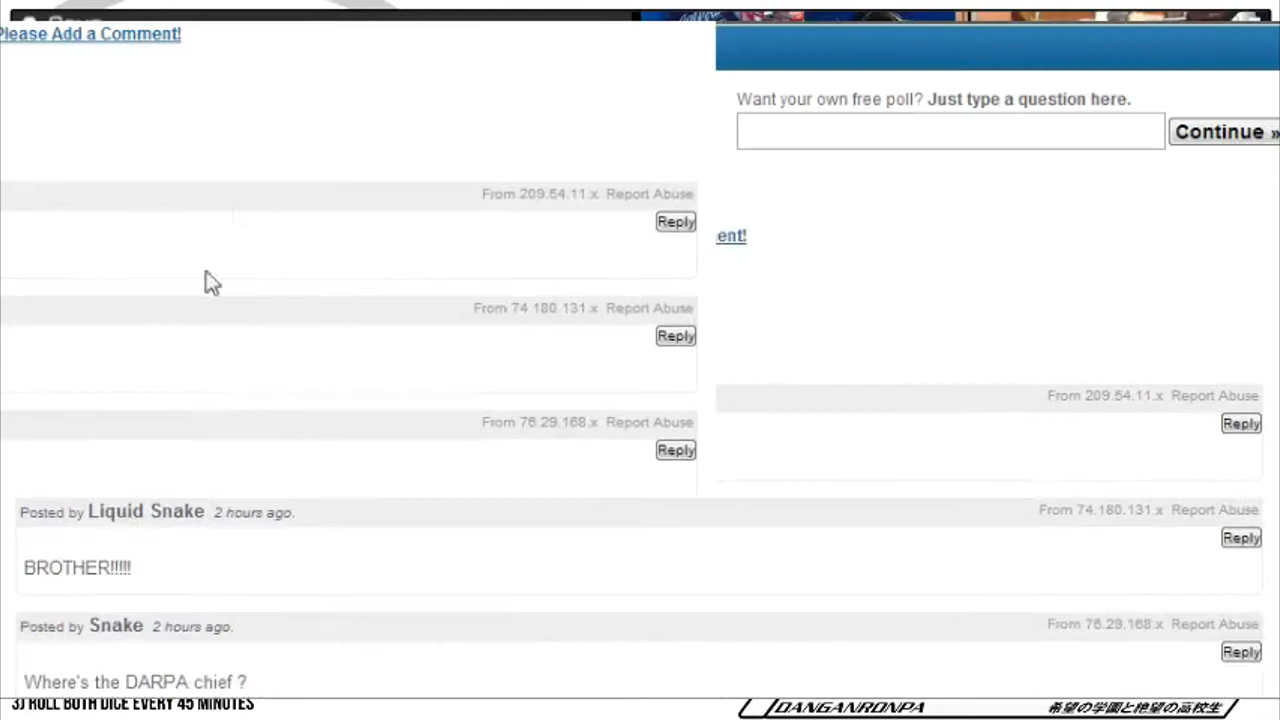 Please Add a Comment!
Want your own free poll? Just type a question here.
Continue »
From 209.54.11.x Report Abuse
Reply
ent!
From 74.180.131.x Report Abuse
Reply
From 209.54.11.x Report Abuse
From 76.29.168.x Report Abuse
Reply
Reply
Posted by Liquid Snake 2 hours ago.
From 74.180.131.x Report Abuse
Reply
BROTHER!!!!!
Posted by Snake 2 hours ago.
From 76.29.168.x Report Abuse
Reply
Where's the DARPA chief ?
3) ROLL BOTH DICE EVERY 45 MINUTES
DANGANRONPA
希望の学園と絶望の高校生